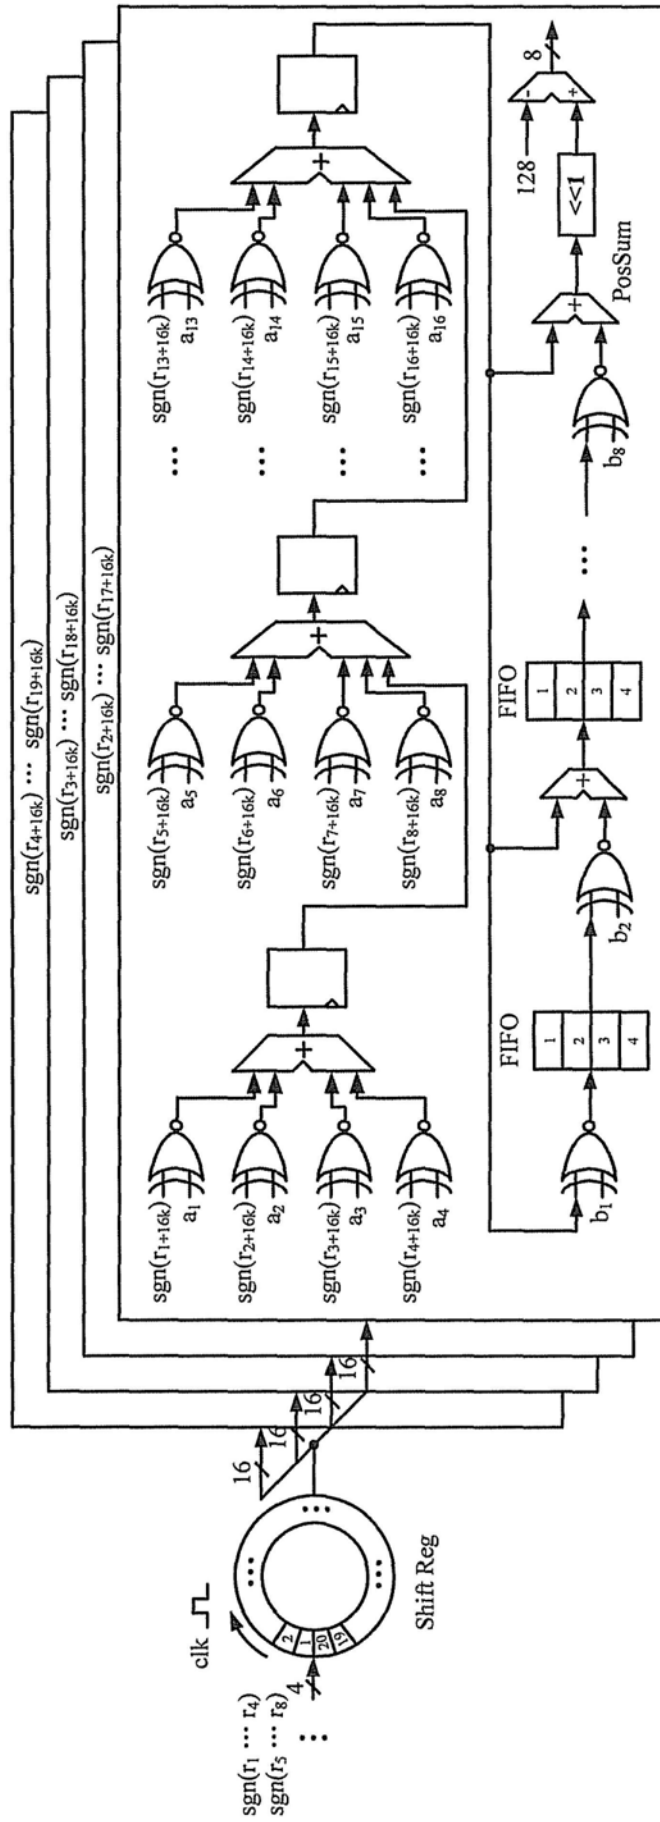 sgn(r₁ ⋯ r₄)
sgn(r₅ ⋯ r₈)
⋮
4
clk
2
1
20
19
⋯
⋯
⋯
Shift Reg
16
16
16
16
sgn(r₄₊₁₆ₖ) ⋯ sgn(r₁₉₊₁₆ₖ)
sgn(r₃₊₁₆ₖ) ⋯ sgn(r₁₈₊₁₆ₖ)
sgn(r₂₊₁₆ₖ) ⋯ sgn(r₁₇₊₁₆ₖ)
sgn(r₁₊₁₆ₖ)
a₁
sgn(r₂₊₁₆ₖ)
a₂
sgn(r₃₊₁₆ₖ)
a₃
sgn(r₄₊₁₆ₖ)
a₄
+
sgn(r₅₊₁₆ₖ)
a₅
sgn(r₆₊₁₆ₖ)
a₆
sgn(r₇₊₁₆ₖ)
a₇
sgn(r₈₊₁₆ₖ)
a₈
+
⋯
⋯
⋯
⋯
sgn(r₁₃₊₁₆ₖ)
a₁₃
sgn(r₁₄₊₁₆ₖ)
a₁₄
sgn(r₁₅₊₁₆ₖ)
a₁₅
sgn(r₁₆₊₁₆ₖ)
a₁₆
+
b₁
FIFO
1
2
3
4
b₂
+
FIFO
1
2
3
4
⋯
b₈
+
PosSum
<<1
128
-
+
8